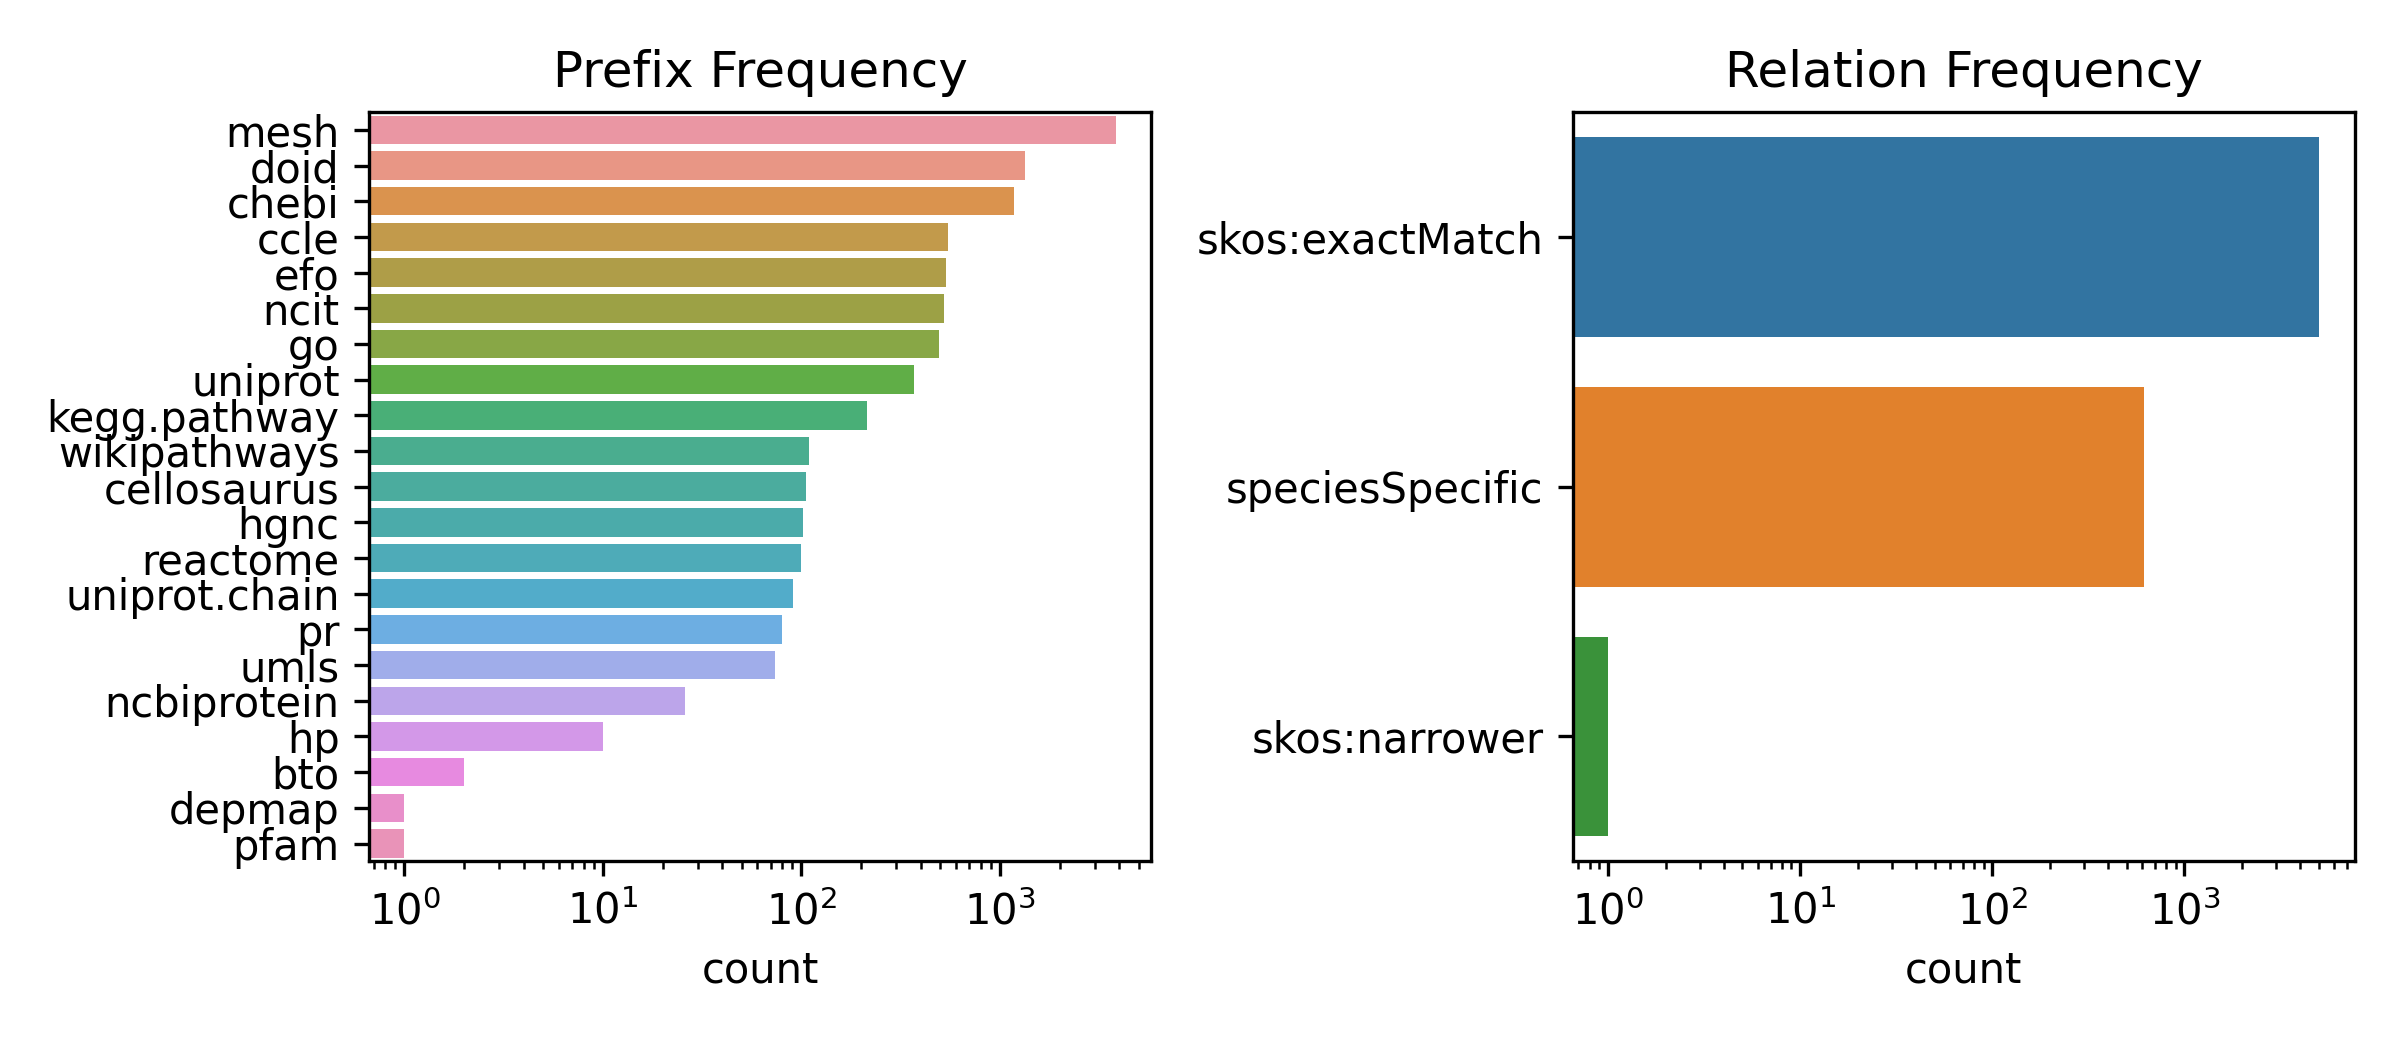 Prefix Frequency
mesh
doid
chebi
ccle
efo
ncit
go
uniprot
kegg.pathway
wikipathways
cellosaurus
hgnc
reactome
uniprot.chain
pr
umls
ncbiprotein
hp
bto
depmap
pfam
10⁰ 10¹ 10² 10³
count
Relation Frequency
skos:exactMatch
speciesSpecific
skos:narrower
10⁰ 10¹ 10² 10³
count